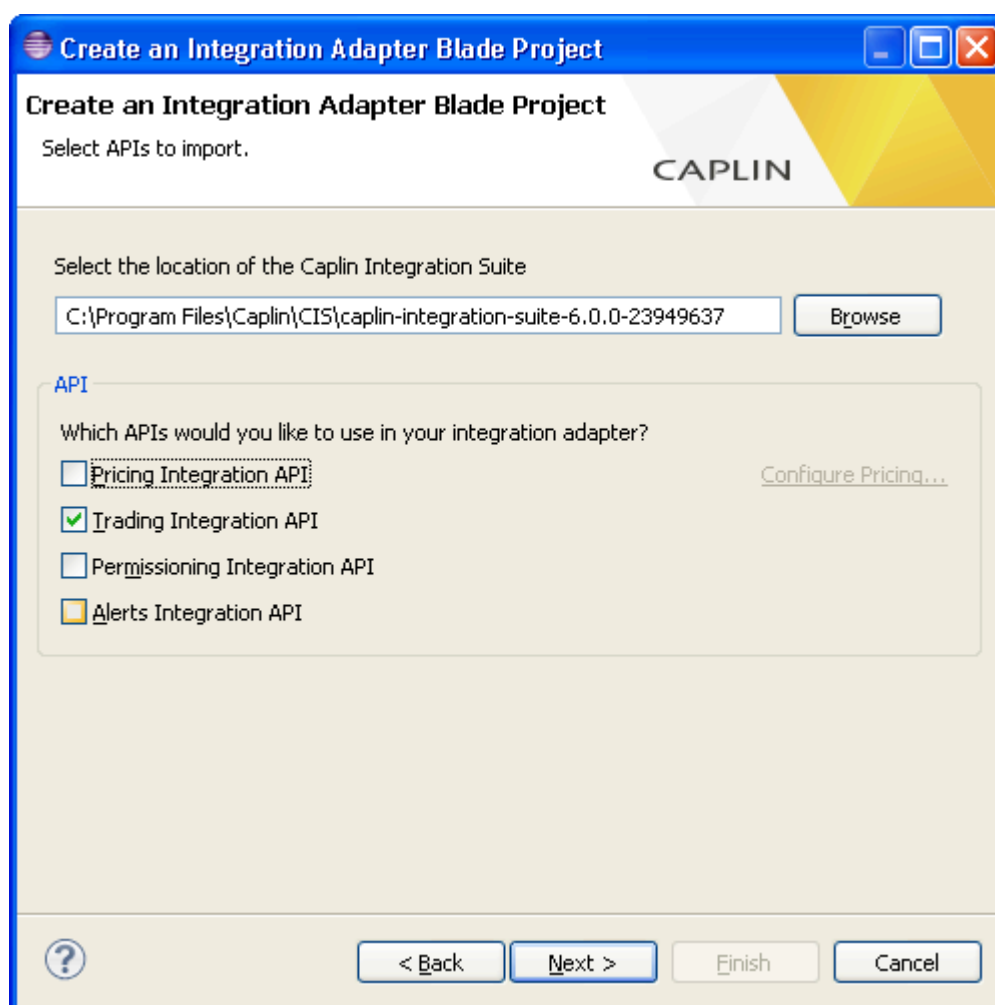 Create an Integration Adapter Blade Project
Create an Integration Adapter Blade Project
Select APIs to import.
CAPLIN
Select the location of the Caplin Integration Suite
C:\Program Files\Caplin\CIS\caplin-integration-suite-6.0.0-23949637 Browse
API
Which APIs would you like to use in your integration adapter?
Pricing Integration API Configure Pricing...
Trading Integration API
Permissioning Integration API
Alerts Integration API
? < Back Next > Finish Cancel